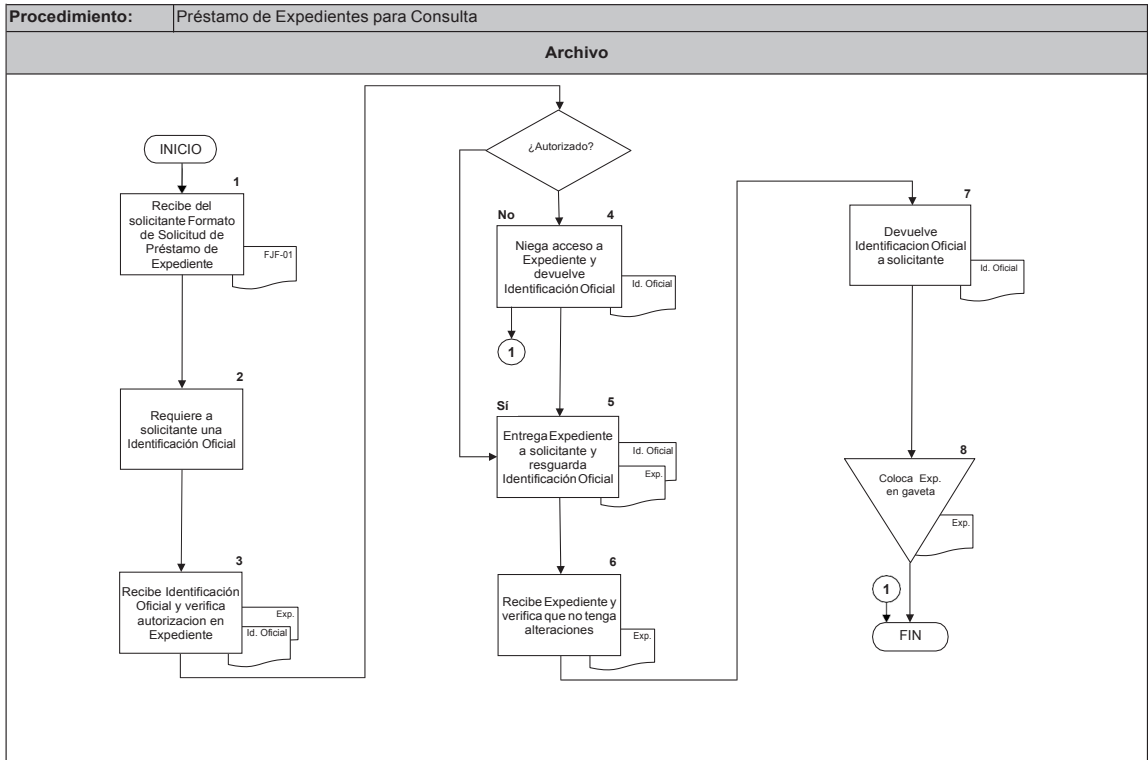 Procedimiento: Préstamo de Expedientes para Consulta
Archivo
INICIO
1
Recibe del
solicitante Formato
de Solicitud de
Préstamo de
Expediente
FJF-01
2
Requiere a
solicitante una
Identificación Oficial
3
Recibe Identificación
Oficial y verifica
autorizacion en
Expediente
Exp.
Id. Oficial
¿Autorizado?
No
4
Niega acceso a
Expediente y
devuelve
Identificación Oficial
Id. Oficial
1
Sí
5
Entrega Expediente
a solicitante y
resguarda
Identificación Oficial
Id. Oficial
Exp.
6
Recibe Expediente y
verifica que no tenga
alteraciones
Exp.
7
Devuelve
Identificacion Oficial
a solicitante
Id. Oficial
8
Coloca Exp.
en gaveta
Exp.
1
FIN